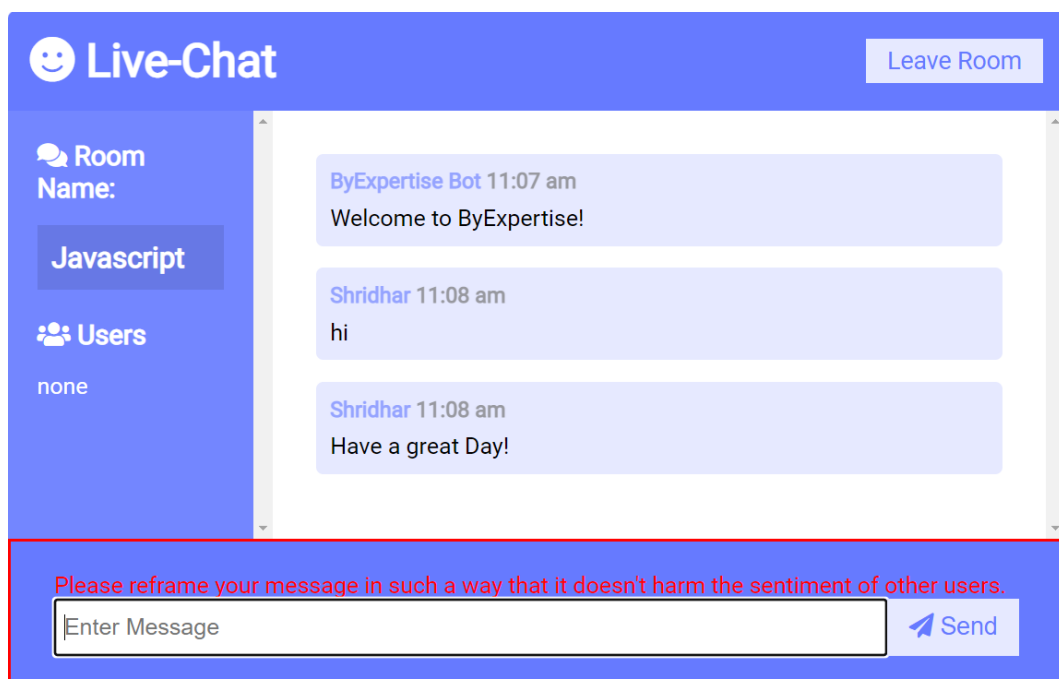 Live-Chat
Leave Room
Room
Name:
Javascript
Users
none
ByExpertise Bot 11:07 am
Welcome to ByExpertise!
Shridhar 11:08 am
hi
Shridhar 11:08 am
Have a great Day!
Please reframe your message in such a way that it doesn't harm the sentiment of other users.
Enter Message
Send